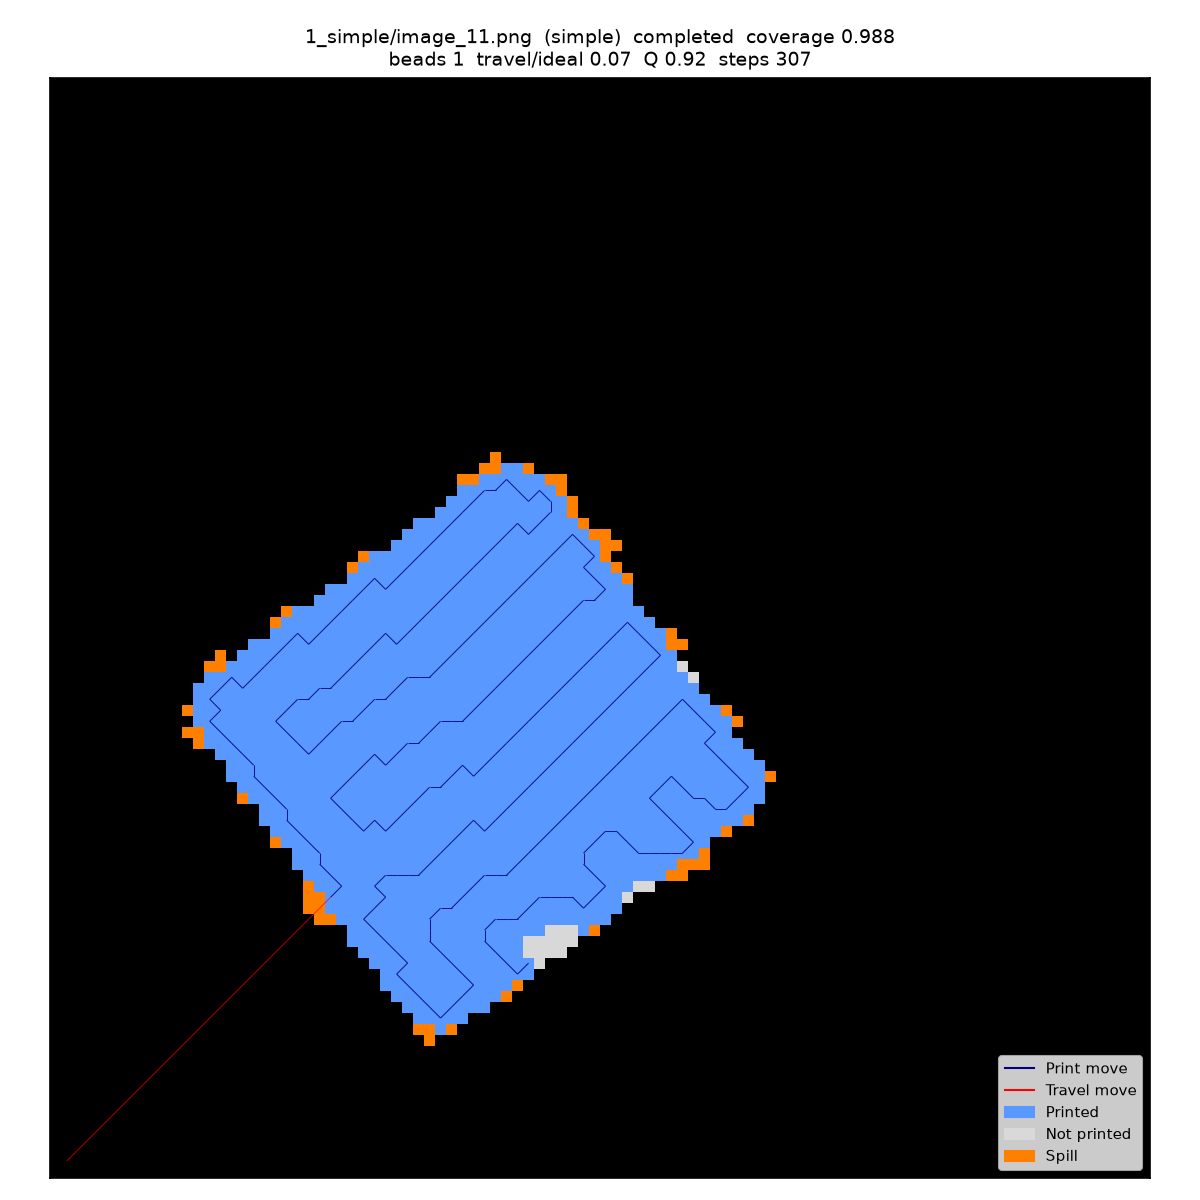 1_simple/image_11.png  (simple)  completed  coverage 0.988
beads 1  travel/ideal 0.07  Q 0.92  steps 307
Print move
Travel move
Printed
Not printed
Spill